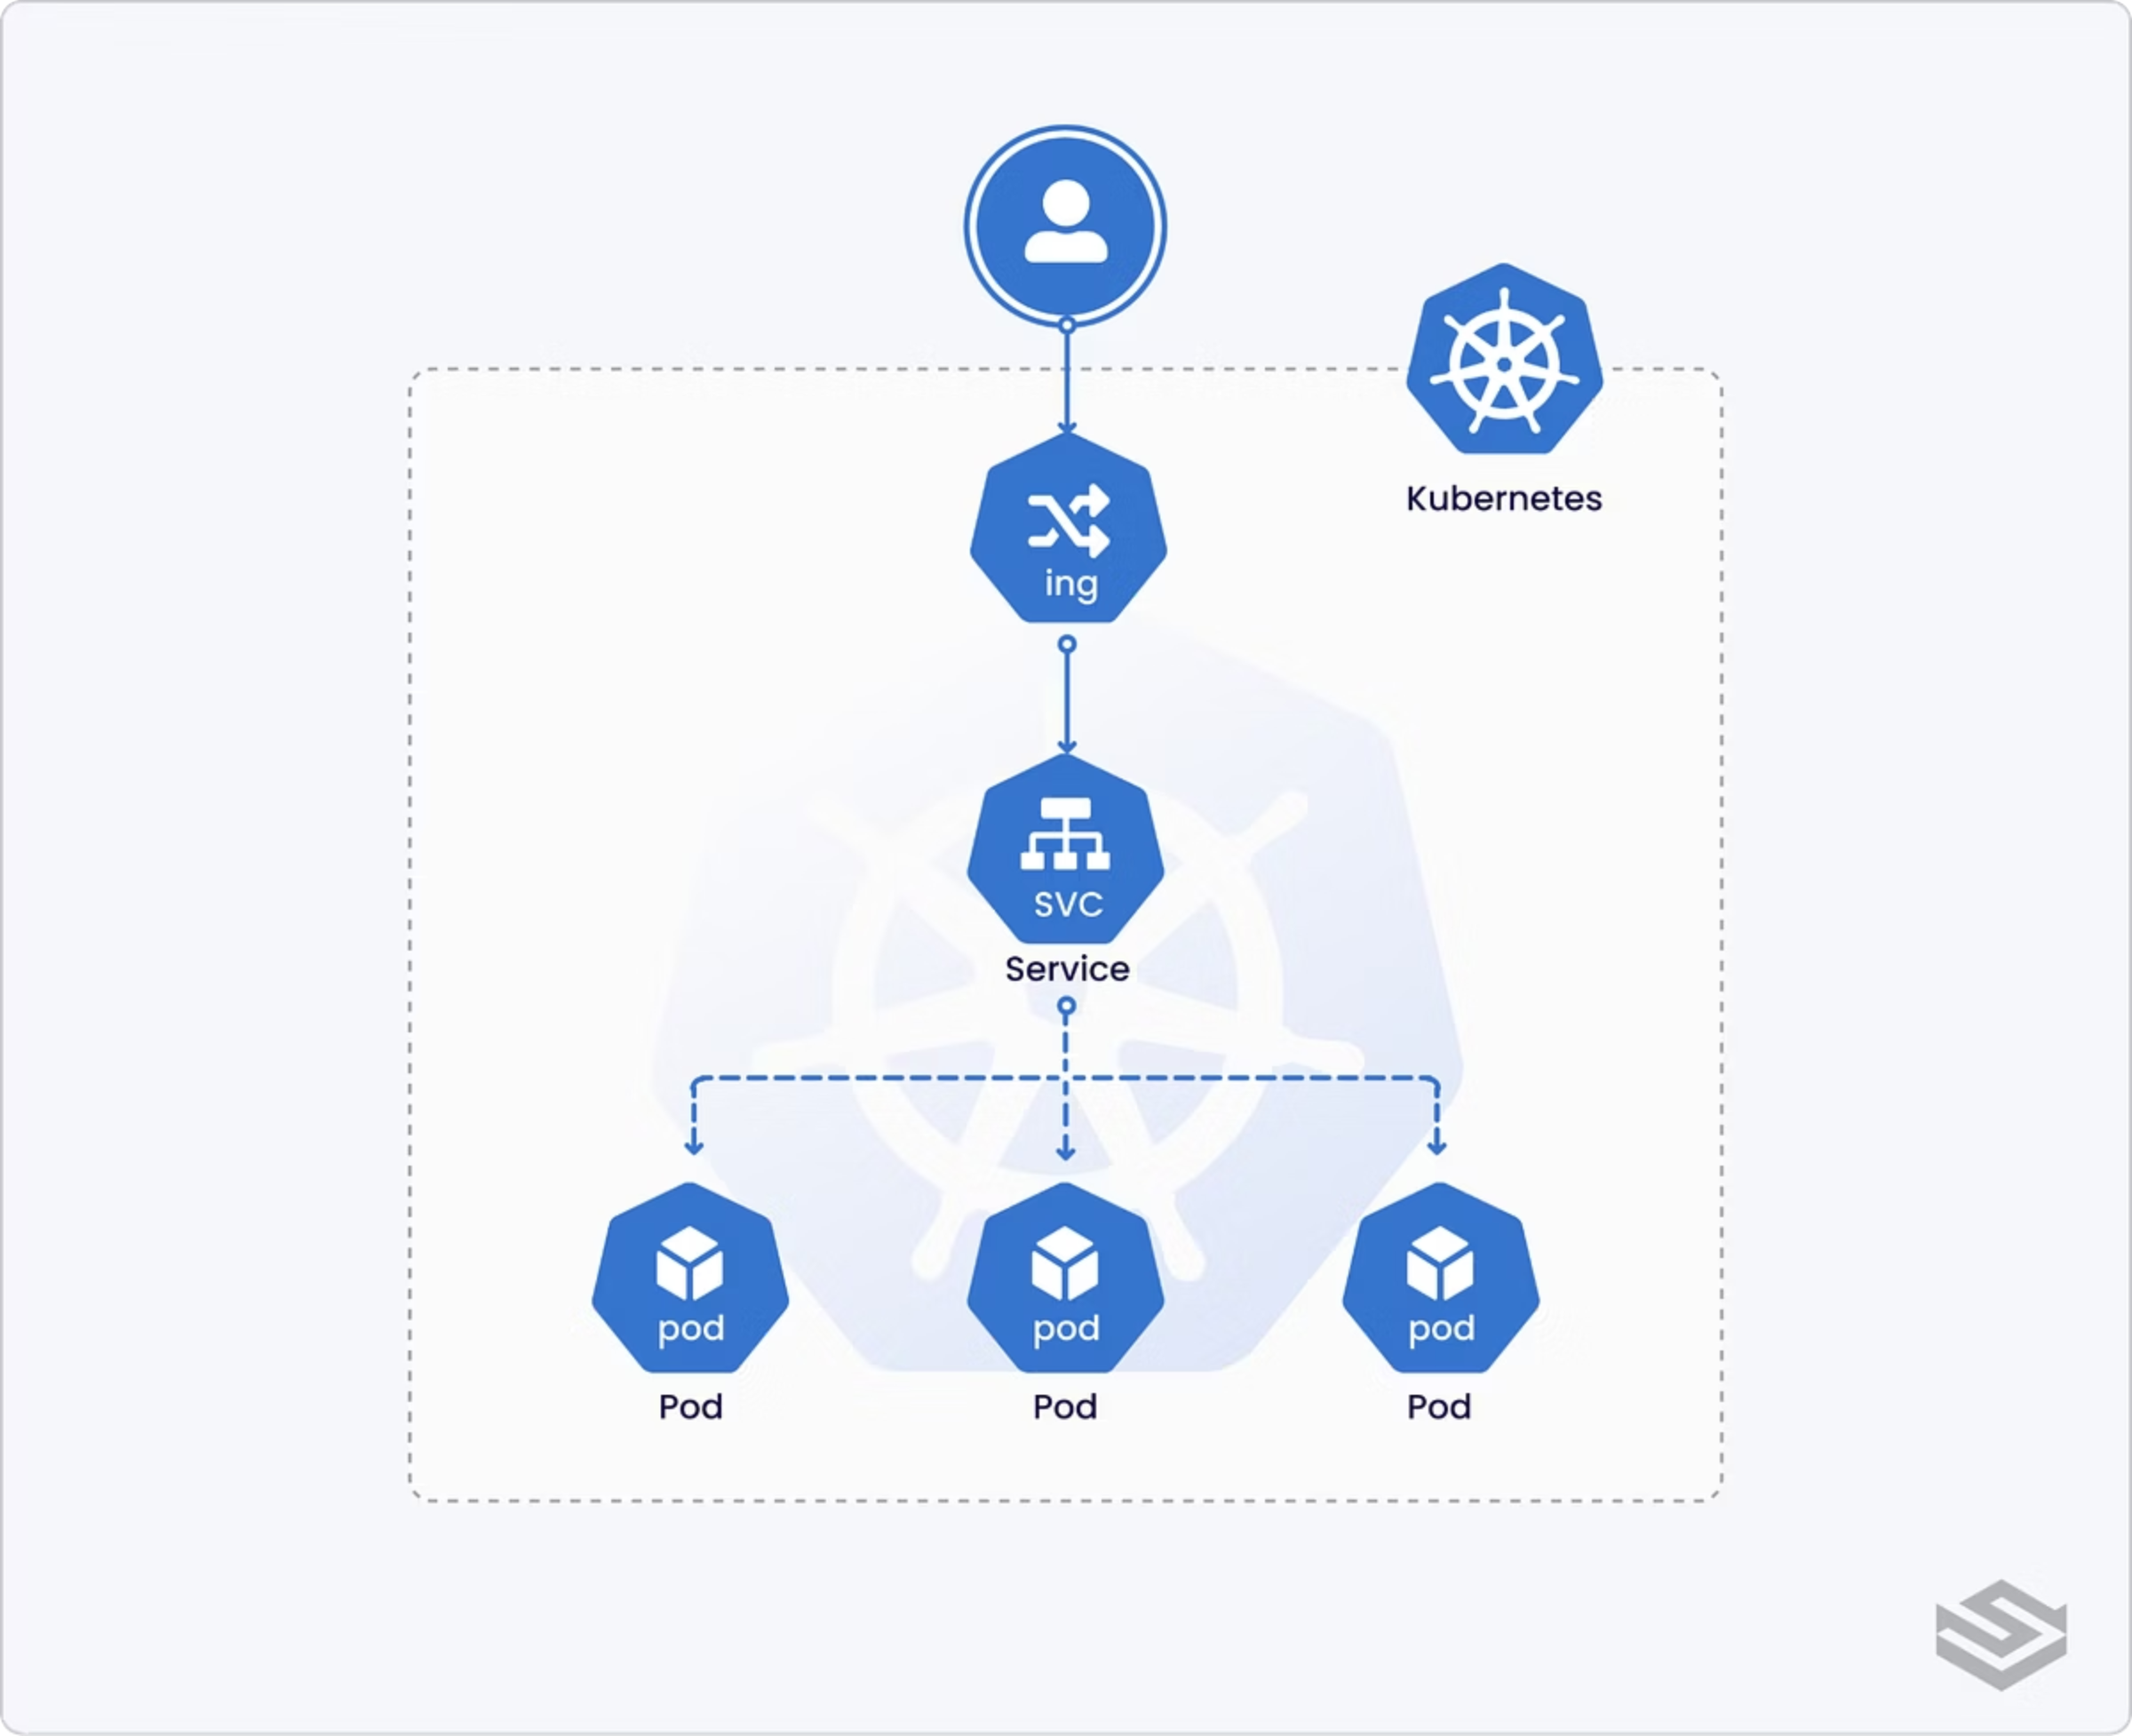 Kubernetes
ing
SVC
Service
pod
pod
pod
Pod
Pod
Pod